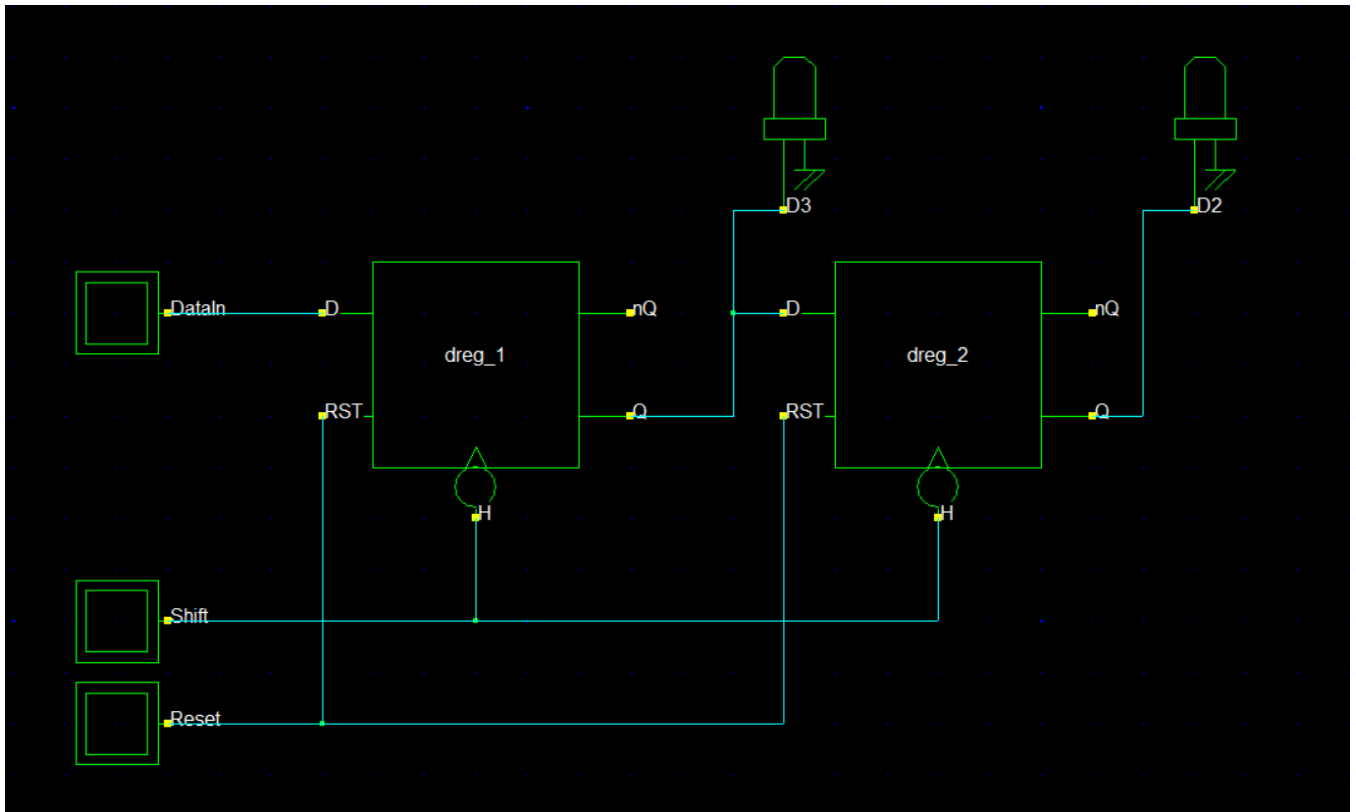 D3
D2
DataIn
D
nQ
D
nQ
dreg_1
dreg_2
RST
Q
RST
Q
H
H
Shift
Reset